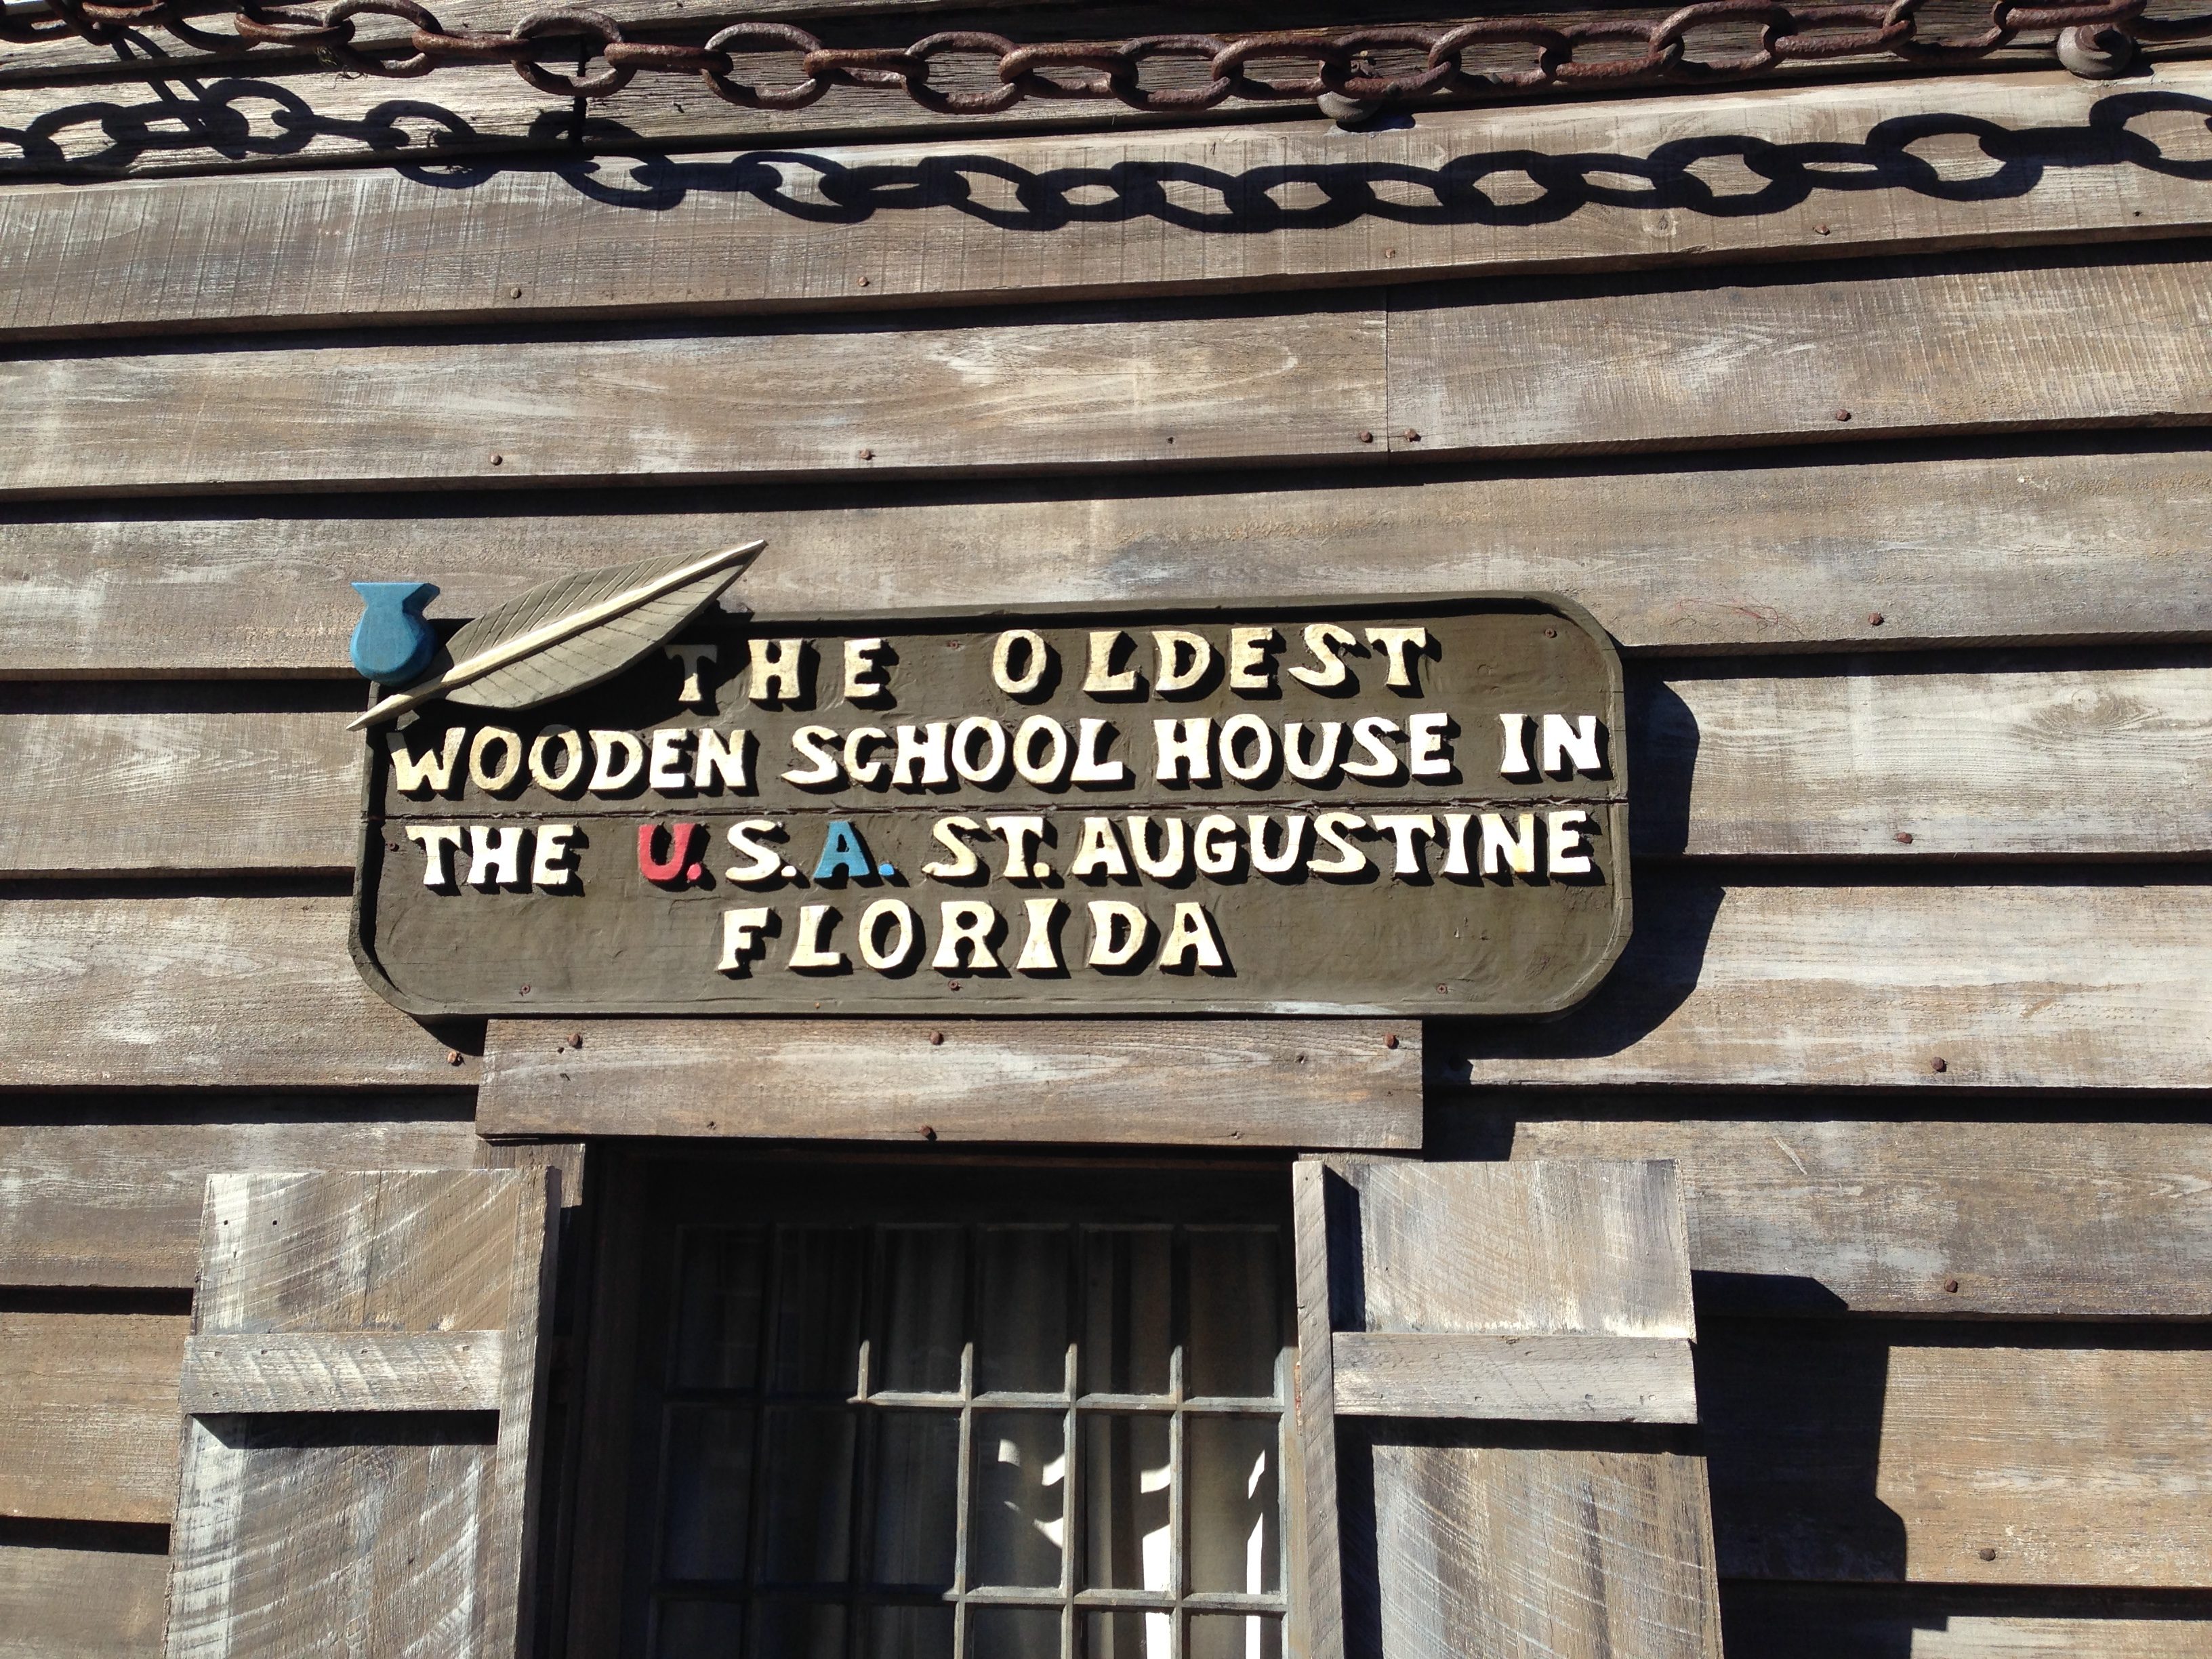 THE OLDEST
WOODEN SCHOOL HOUSE IN
THE U.S.A. ST. AUGUSTINE
FLORIDA